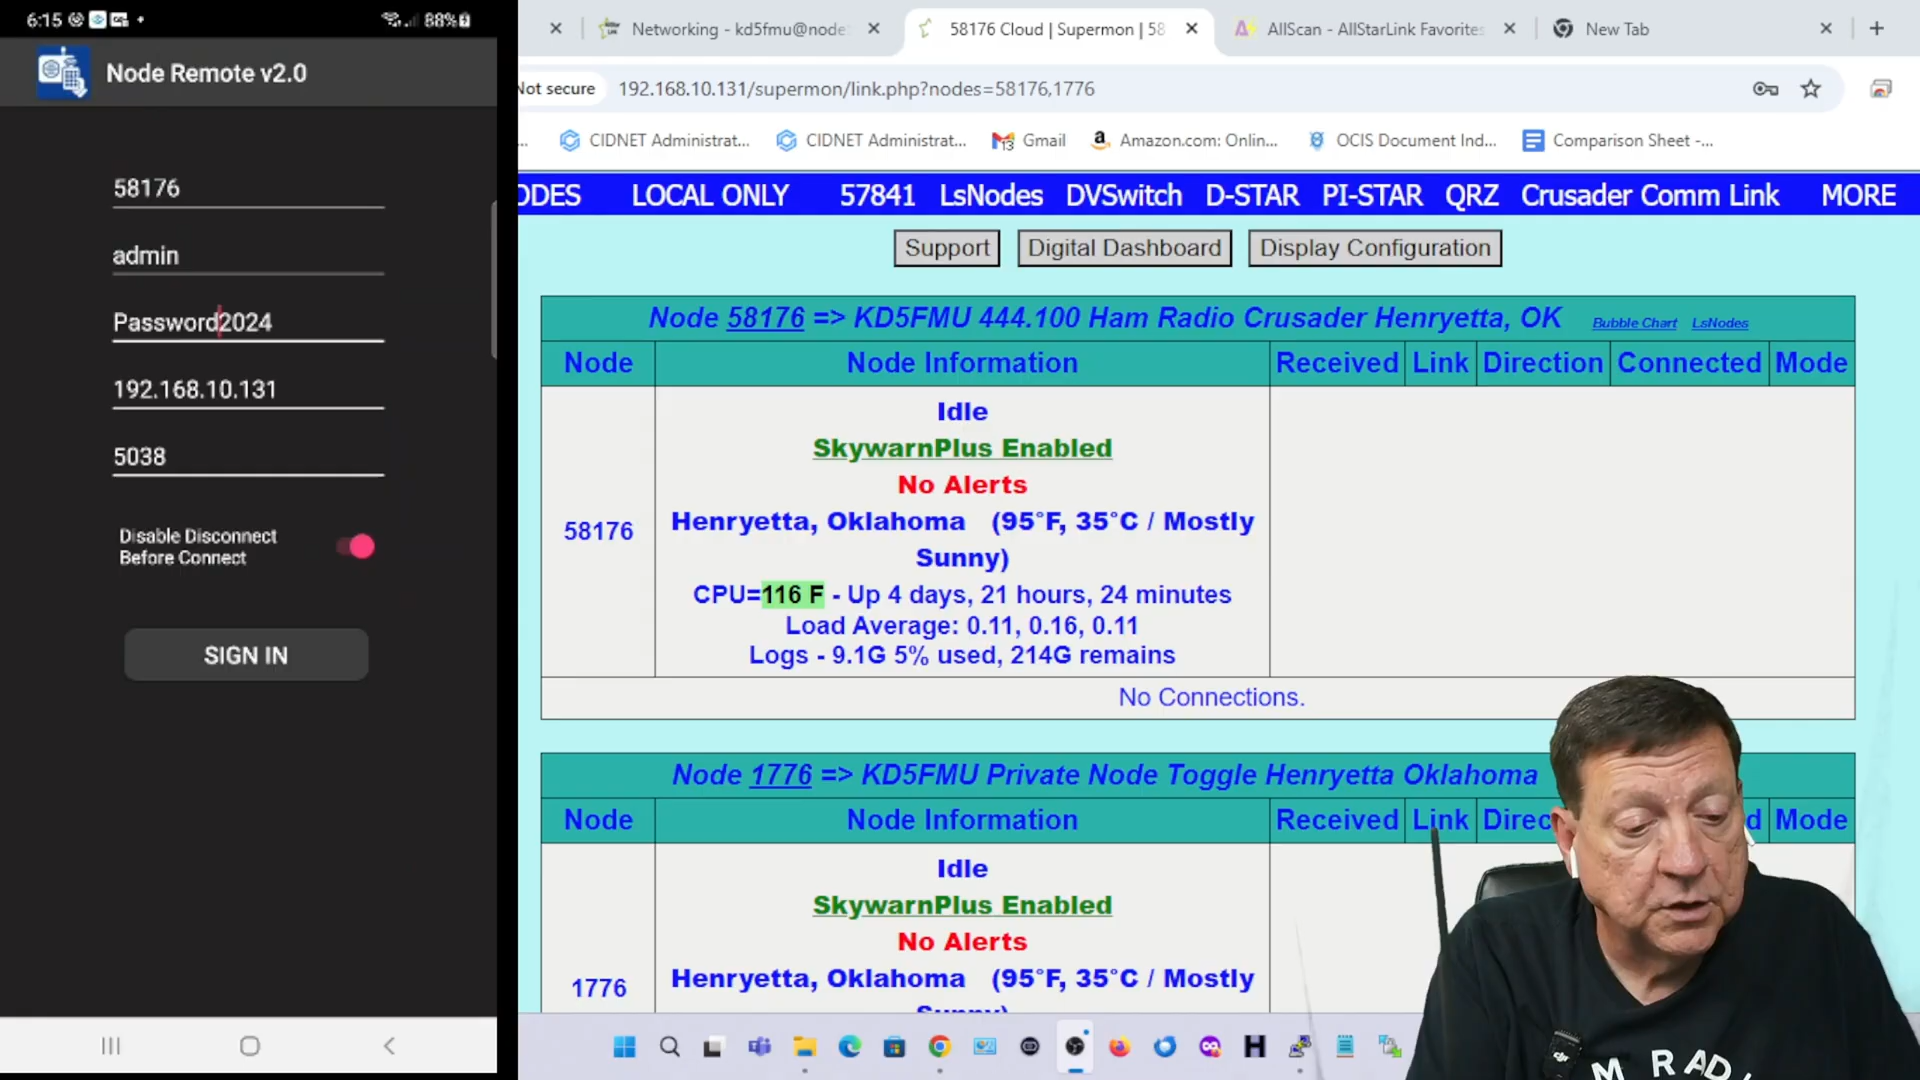 6:15
88%
Node Remote v2.0
58176
admin
Password2024
192.168.10.131
5038
Disable Disconnect
Before Connect
SIGN IN
Networking - kd5fmu@node
58176 Cloud | Supermon | 58
AllScan - AllStarLink Favorites
New Tab
Not secure
192.168.10.131/supermon/link.php?nodes=58176,1776
...
CIDNET Administrat...
CIDNET Administrat...
13
Gmail
Amazon.com: Onlin...
OCIS Document Ind...
Comparison Sheet -...
ODES LOCAL ONLY 57841 LsNodes DVSwitch D-STAR PI-STAR QRZ Crusader Comm Link MORE
Support
Digital Dashboard
Display Configuration
Node 58176 => KD5FMU 444.100 Ham Radio Crusader Henryetta, OK Bubble Chart LsNodes
Node Node Information Received Link Direction Connected Mode
58176
Idle
SkywarnPlus Enabled
No Alerts
Henryetta, Oklahoma (95°F, 35°C / Mostly
Sunny)
CPU=116 F - Up 4 days, 21 hours, 24 minutes
Load Average: 0.11, 0.16, 0.11
Logs - 9.1G 5% used, 214G remains
No Connections.
Node 1776 => KD5FMU Private Node Toggle Henryetta Oklahoma
Node Node Information Received Link Direc d Mode
1776
Idle
SkywarnPlus Enabled
No Alerts
Henryetta, Oklahoma (95°F, 35°C / Mostly
Sunny)
H
M RAD